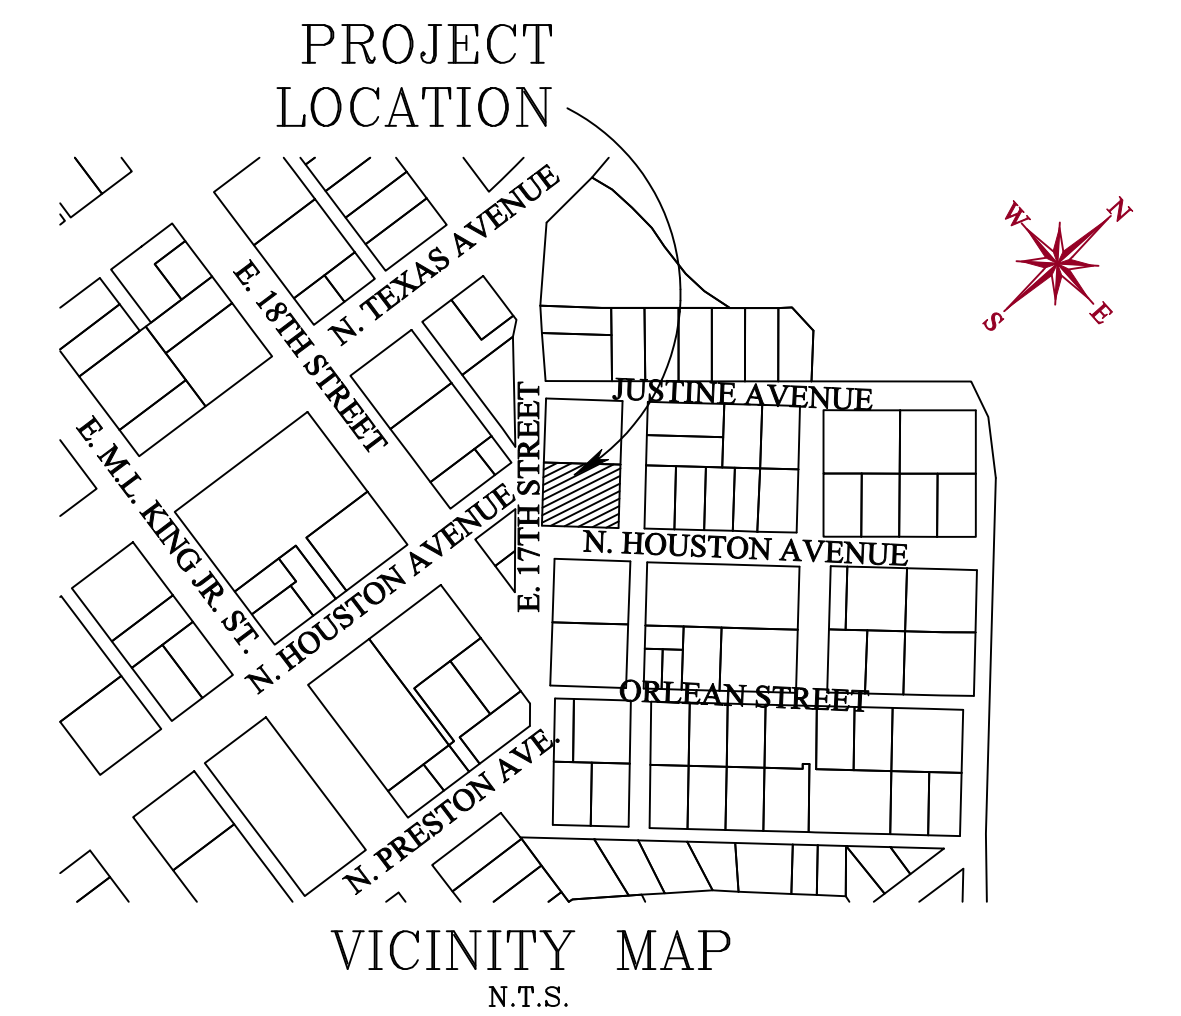 PROJECT
LOCATION
N. TEXAS AVENUE
W
N
S
E
E. 18TH STREET
JUSTINE AVENUE
E. 17TH STREET
E. M.L. KING JR. ST.
N. HOUSTON AVENUE
N. HOUSTON AVENUE
ORLEAN STREET
N. PRESTON AVE.
VICINITY MAP
N.T.S.